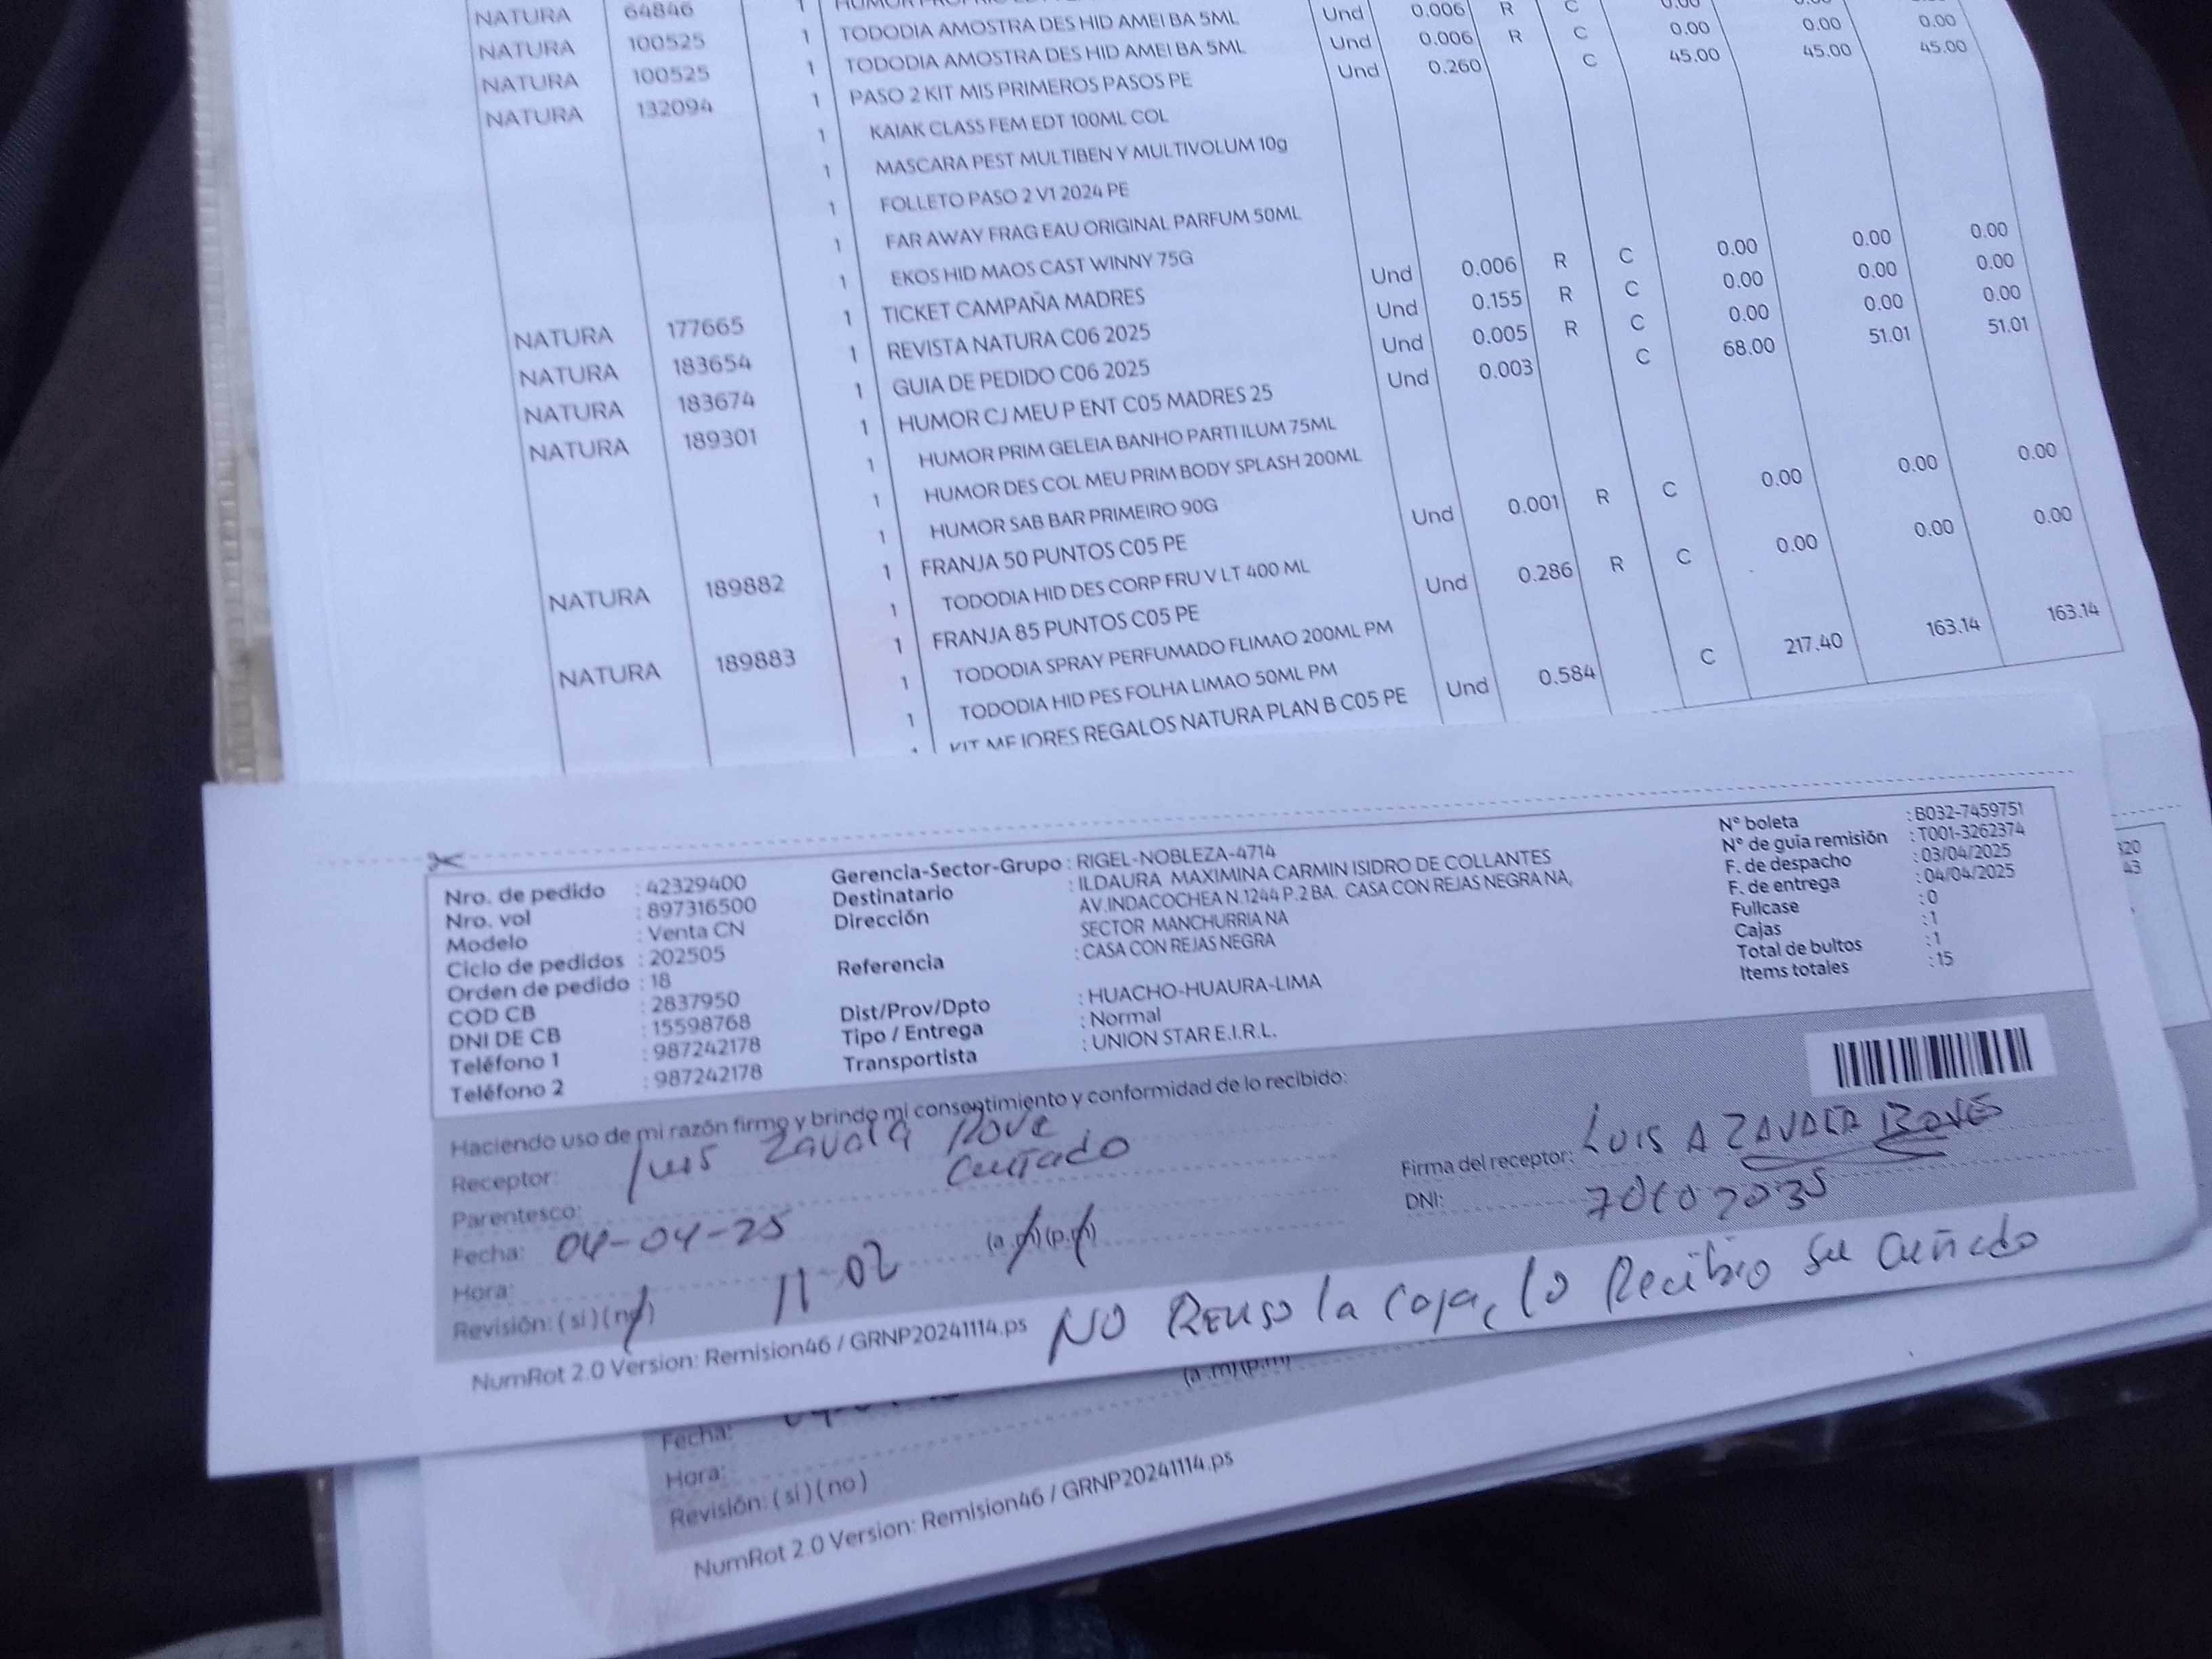 NATURA 64846 1
NATURA 100525 1 TODODIA AMOSTRA DES HID AMEI BA 5ML Und 0.006 R C 0.00 0.00 0.00
NATURA 100525 1 TODODIA AMOSTRA DES HID AMEI BA 5ML Und 0.006 R C 0.00 0.00 0.00
NATURA 132094 1 PASO 2 KIT MIS PRIMEROS PASOS PE Und 0.260 C 45.00 45.00 45.00
1 KAIAK CLASS FEM EDT 100ML COL
1 MASCARA PEST MULTIBEN Y MULTIVOLUM 10g
1 FOLLETO PASO 2 V1 2024 PE
1 FAR AWAY FRAG EAU ORIGINAL PARFUM 50ML
1 EKOS HID MAOS CAST WINNY 75G
NATURA 177665 1 TICKET CAMPAÑA MADRES Und 0.006 R C 0.00 0.00 0.00
NATURA 183654 1 REVISTA NATURA C06 2025 Und 0.155 R C 0.00 0.00 0.00
NATURA 183674 1 GUIA DE PEDIDO C06 2025 Und 0.005 R C 0.00 0.00 0.00
NATURA 189301 1 HUMOR CJ MEU P ENT C05 MADRES 25 Und 0.003 C 68.00 51.01 51.01
1 HUMOR PRIM GELEIA BANHO PARTI ILUM 75ML
1 HUMOR DES COL MEU PRIM BODY SPLASH 200ML
1 HUMOR SAB BAR PRIMEIRO 90G
NATURA 189882 1 FRANJA 50 PUNTOS C05 PE Und 0.001 R C 0.00 0.00 0.00
1 TODODIA HID DES CORP FRU V LT 400 ML
NATURA 189883 1 FRANJA 85 PUNTOS C05 PE Und 0.286 R C 0.00 0.00 0.00
1 TODODIA SPRAY PERFUMADO FLIMAO 200ML PM
1 TODODIA HID PES FOLHA LIMAO 50ML PM
1 KIT MEJORES REGALOS NATURA PLAN B C05 PE Und 0.584 C 217.40 163.14 163.14
Nro. de pedido : 42329400
Nro. vol : 897316500
Modelo : Venta CN
Ciclo de pedidos : 202505
Orden de pedido : 18
COD CB : 2837950
DNI DE CB : 15598768
Teléfono 1 : 987242178
Teléfono 2 : 987242178
Gerencia-Sector-Grupo : RIGEL-NOBLEZA-4714
Destinatario : ILDAURA MAXIMINA CARMIN ISIDRO DE COLLANTES
Dirección AV.INDACOCHEA N.1244 P.2 BA. CASA CON REJAS NEGRA NA,
SECTOR MANCHURRIA NA
Referencia : CASA CON REJAS NEGRA
Dist/Prov/Dpto : HUACHO-HUAURA-LIMA
Tipo / Entrega : Normal
Transportista : UNION STAR E.I.R.L.
N° boleta : B032-7459751
N° de guía remisión : T001-3262374
F. de despacho : 03/04/2025
F. de entrega : 04/04/2025
Fullcase : 0
Cajas : 1
Total de bultos : 1
Items totales : 15
Haciendo uso de mi razón firmo y brindo mi consentimiento y conformidad de lo recibido:
Receptor: Luis Zavala
Parentesco: Cuñado
Fecha: 04-04-25
Hora: 11-02 (a.m)(p.m)
Revisión: (si)(no)
Firma del receptor: LUIS A ZAVALA
DNI:
NumRot 2.0 Version: Remision46 / GRNP20241114.ps
NO Reuso la caja, lo Recibio su cuñado
(a.m)(p.m)
Fecha:
Hora:
Revisión: (si)(no)
NumRot 2.0 Version: Remision46 / GRNP20241114.ps
320
43